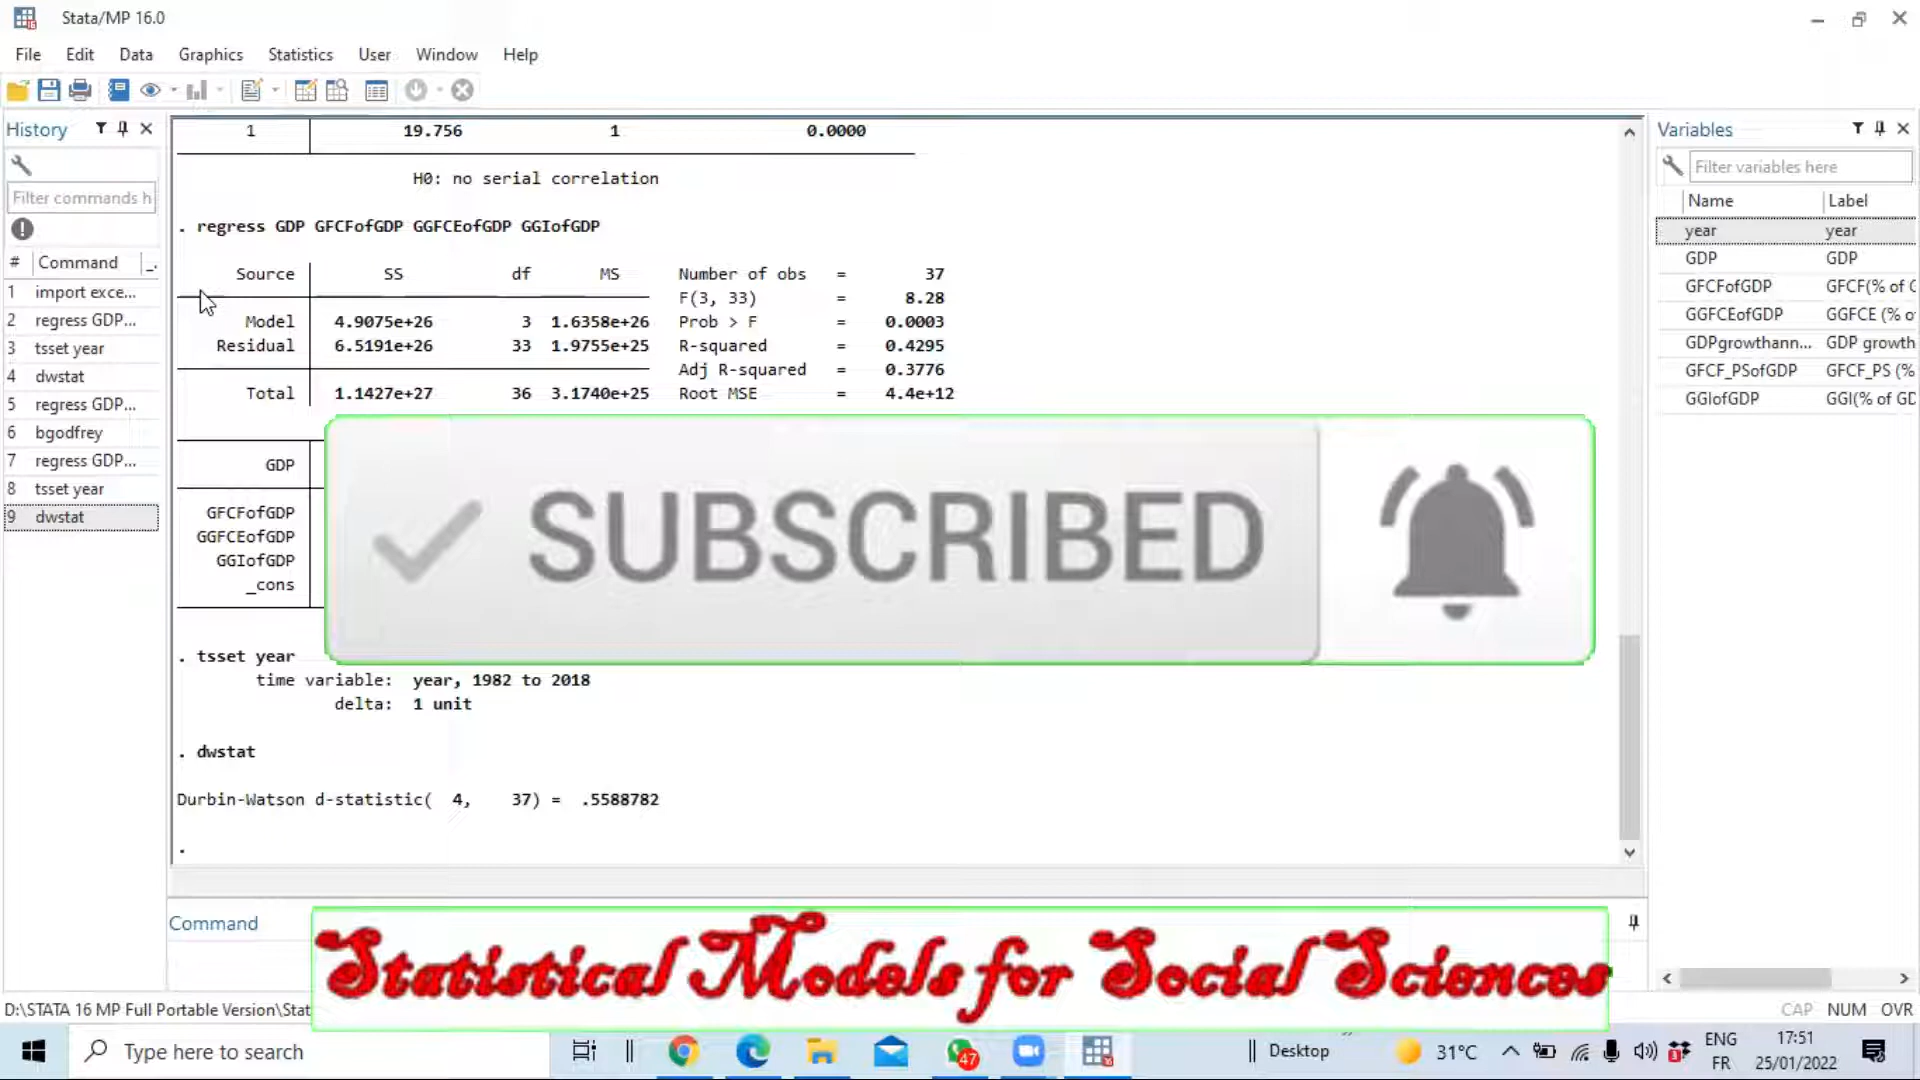 Stata/MP 16.0
File Edit Data Graphics Statistics User Window Help
History
Filter commands h
# Command
1 import exce...
2 regress GDP...
3 tsset year
4 dwstat
5 regress GDP...
6 bgodfrey
7 regress GDP...
8 tsset year
9 dwstat
1 19.756 1 0.0000
H0: no serial correlation
. regress GDP GFCFofGDP GGFCEofGDP GGIofGDP
Source SS df MS Number of obs = 37
F(3, 33) = 8.28
Model 4.9075e+26 3 1.6358e+26 Prob > F = 0.0003
Residual 6.5191e+26 33 1.9755e+25 R-squared = 0.4295
Adj R-squared = 0.3776
Total 1.1427e+27 36 3.1740e+25 Root MSE = 4.4e+12
GDP
GFCFofGDP
GGFCEofGDP
GGIofGDP
_cons
SUBSCRIBED
. tsset year
time variable: year, 1982 to 2018
delta: 1 unit
. dwstat
Durbin-Watson d-statistic( 4, 37) = .5588782
.
Variables
Filter variables here
Name Label
year year
GDP GDP
GFCFofGDP GFCF(% of G
GGFCEofGDP GGFCE (% o
GDPgrowthann... GDP growth
GFCF_PSofGDP GFCF_PS (%
GGIofGDP GGI(% of GD
Command
Statistical Models for Social Sciences
D:\STATA 16 MP Full Portable Version\Stat
CAP NUM OVR
Type here to search
47
Desktop
31°C
ENG
FR
17:51
25/01/2022